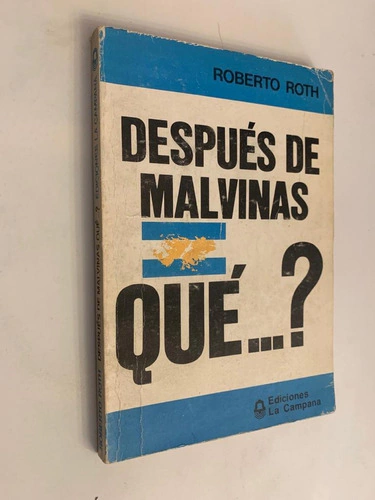 ROBERTO ROTH
DESPUÉS DE
MALVINAS
QUÉ...?
Ediciones
La Campana